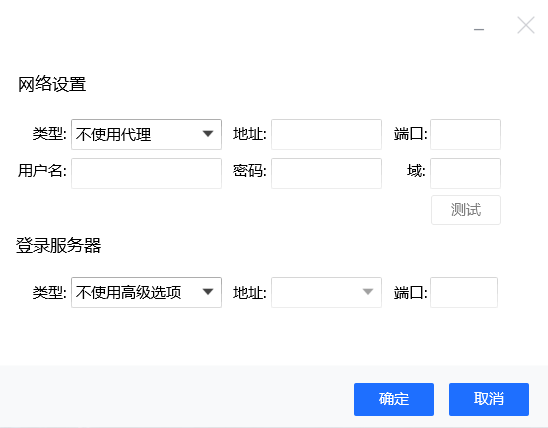 网络设置
类型: 不使用代理 地址: 端口:
用户名: 密码: 域:
测试
登录服务器
类型: 不使用高级选项 地址: 端口:
确定 取消